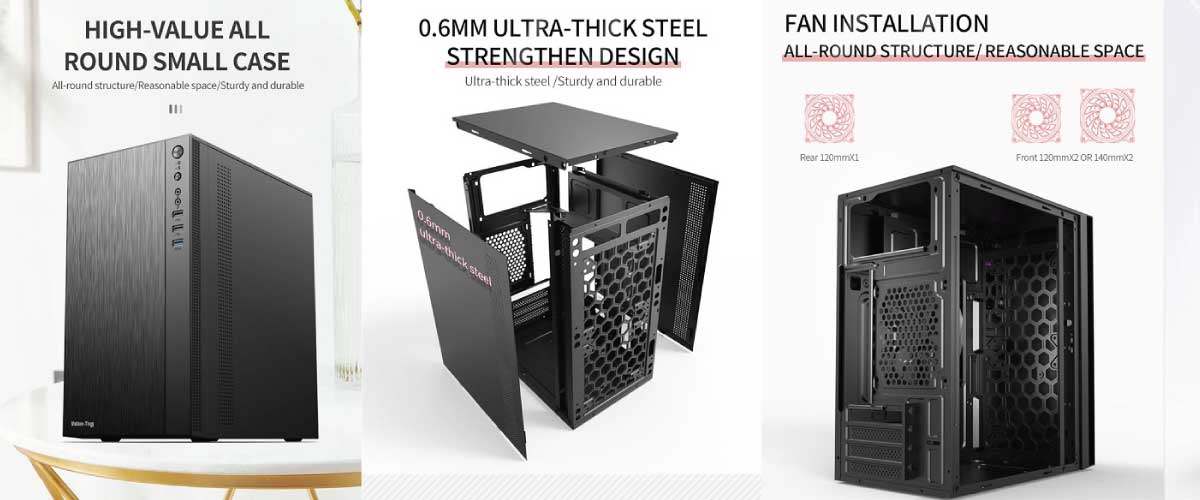 HIGH-VALUE ALL
ROUND SMALL CASE
All-round structure/Reasonable space/Sturdy and durable
Value-Top
0.6MM ULTRA-THICK STEEL
STRENGTHEN DESIGN
Ultra-thick steel /Sturdy and durable
0.6mm
ultra-thick steel
FAN INSTALLATION
ALL-ROUND STRUCTURE/ REASONABLE SPACE
Rear 120mmX1
Front 120mmX2 OR 140mmX2